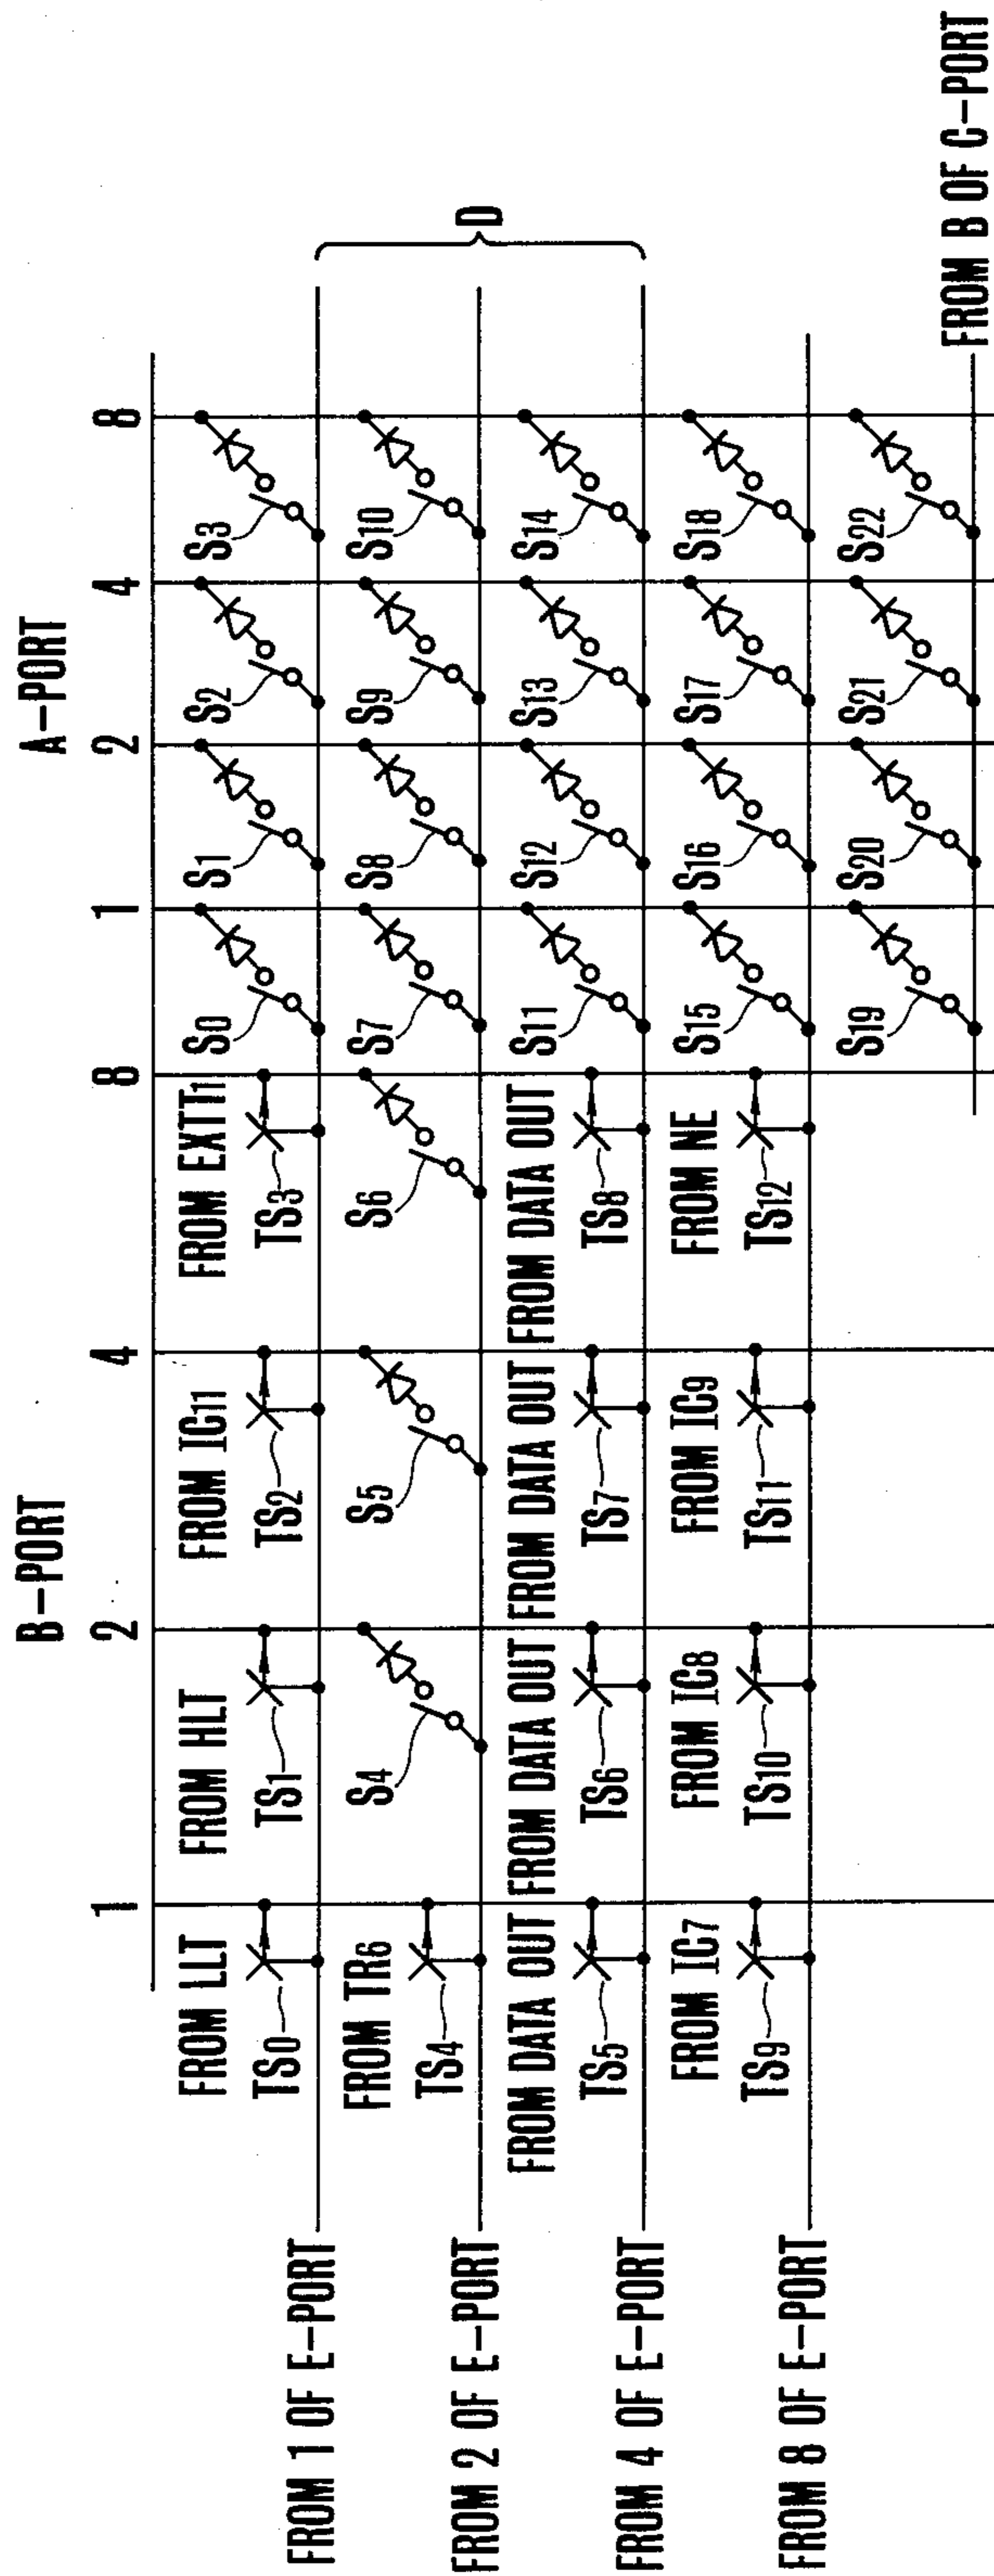 B-PORT A-PORT
1 2 4 8 1 2 4 8
FROM LLT FROM HLT FROM IC11 FROM EXTT1
TS0 TS1 TS2 TS3 S0 S1 S2 S3
FROM 1 OF E-PORT
FROM TR6
TS4 S4 S5 S6 S7 S8 S9 S10
FROM 2 OF E-PORT
D
FROM DATA OUT FROM DATA OUT FROM DATA OUT FROM DATA OUT
TS5 TS6 TS7 TS8 S11 S12 S13 S14
FROM 4 OF E-PORT
FROM IC7 FROM IC8 FROM IC9 FROM NE
TS9 TS10 TS11 TS12 S15 S16 S17 S18
FROM 8 OF E-PORT
S19 S20 S21 S22
FROM B OF C-PORT